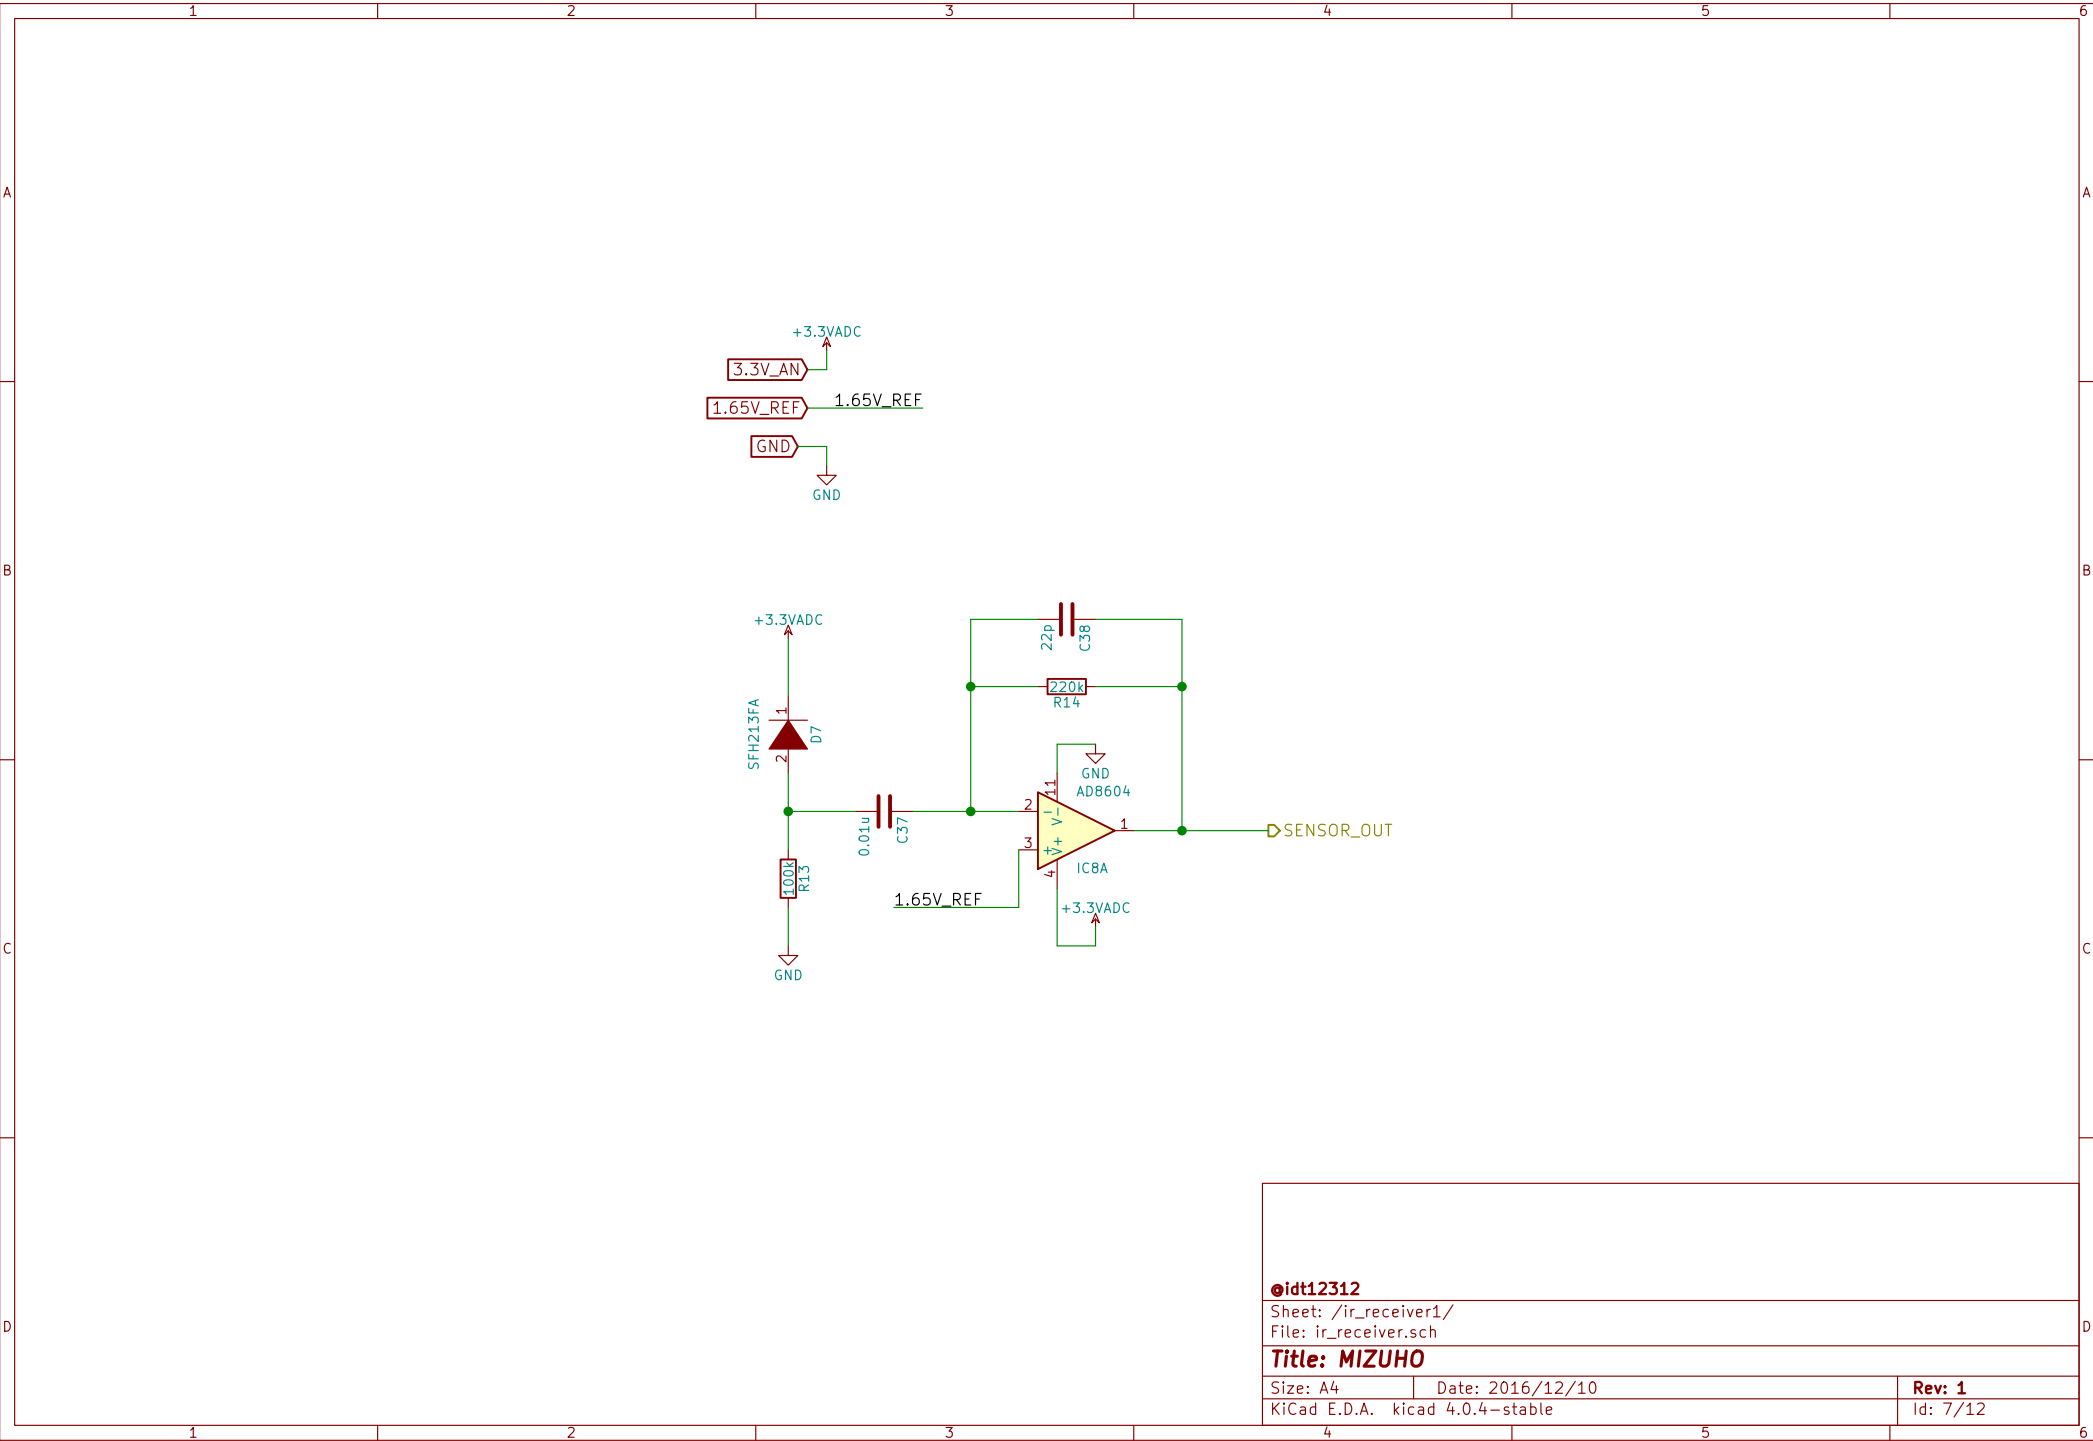 1 2 3 4 5 6
A A
+3.3VADC
3.3V_AN
1.65V_REF 1.65V_REF
GND
GND
B B
+3.3VADC
22p C38
220k
R14
SFH213FA 1 2 D7
GND
11
AD8604
2 - V-
1 SENSOR_OUT
3 + V+
4
IC8A
0.01u C37
100k R13
1.65V_REF
+3.3VADC
C C
GND
@idt12312
Sheet: /ir_receiver1/
File: ir_receiver.sch
D D
Title: MIZUHO
Size: A4 Date: 2016/12/10 Rev: 1
KiCad E.D.A. kicad 4.0.4-stable Id: 7/12
1 2 3 4 5 6